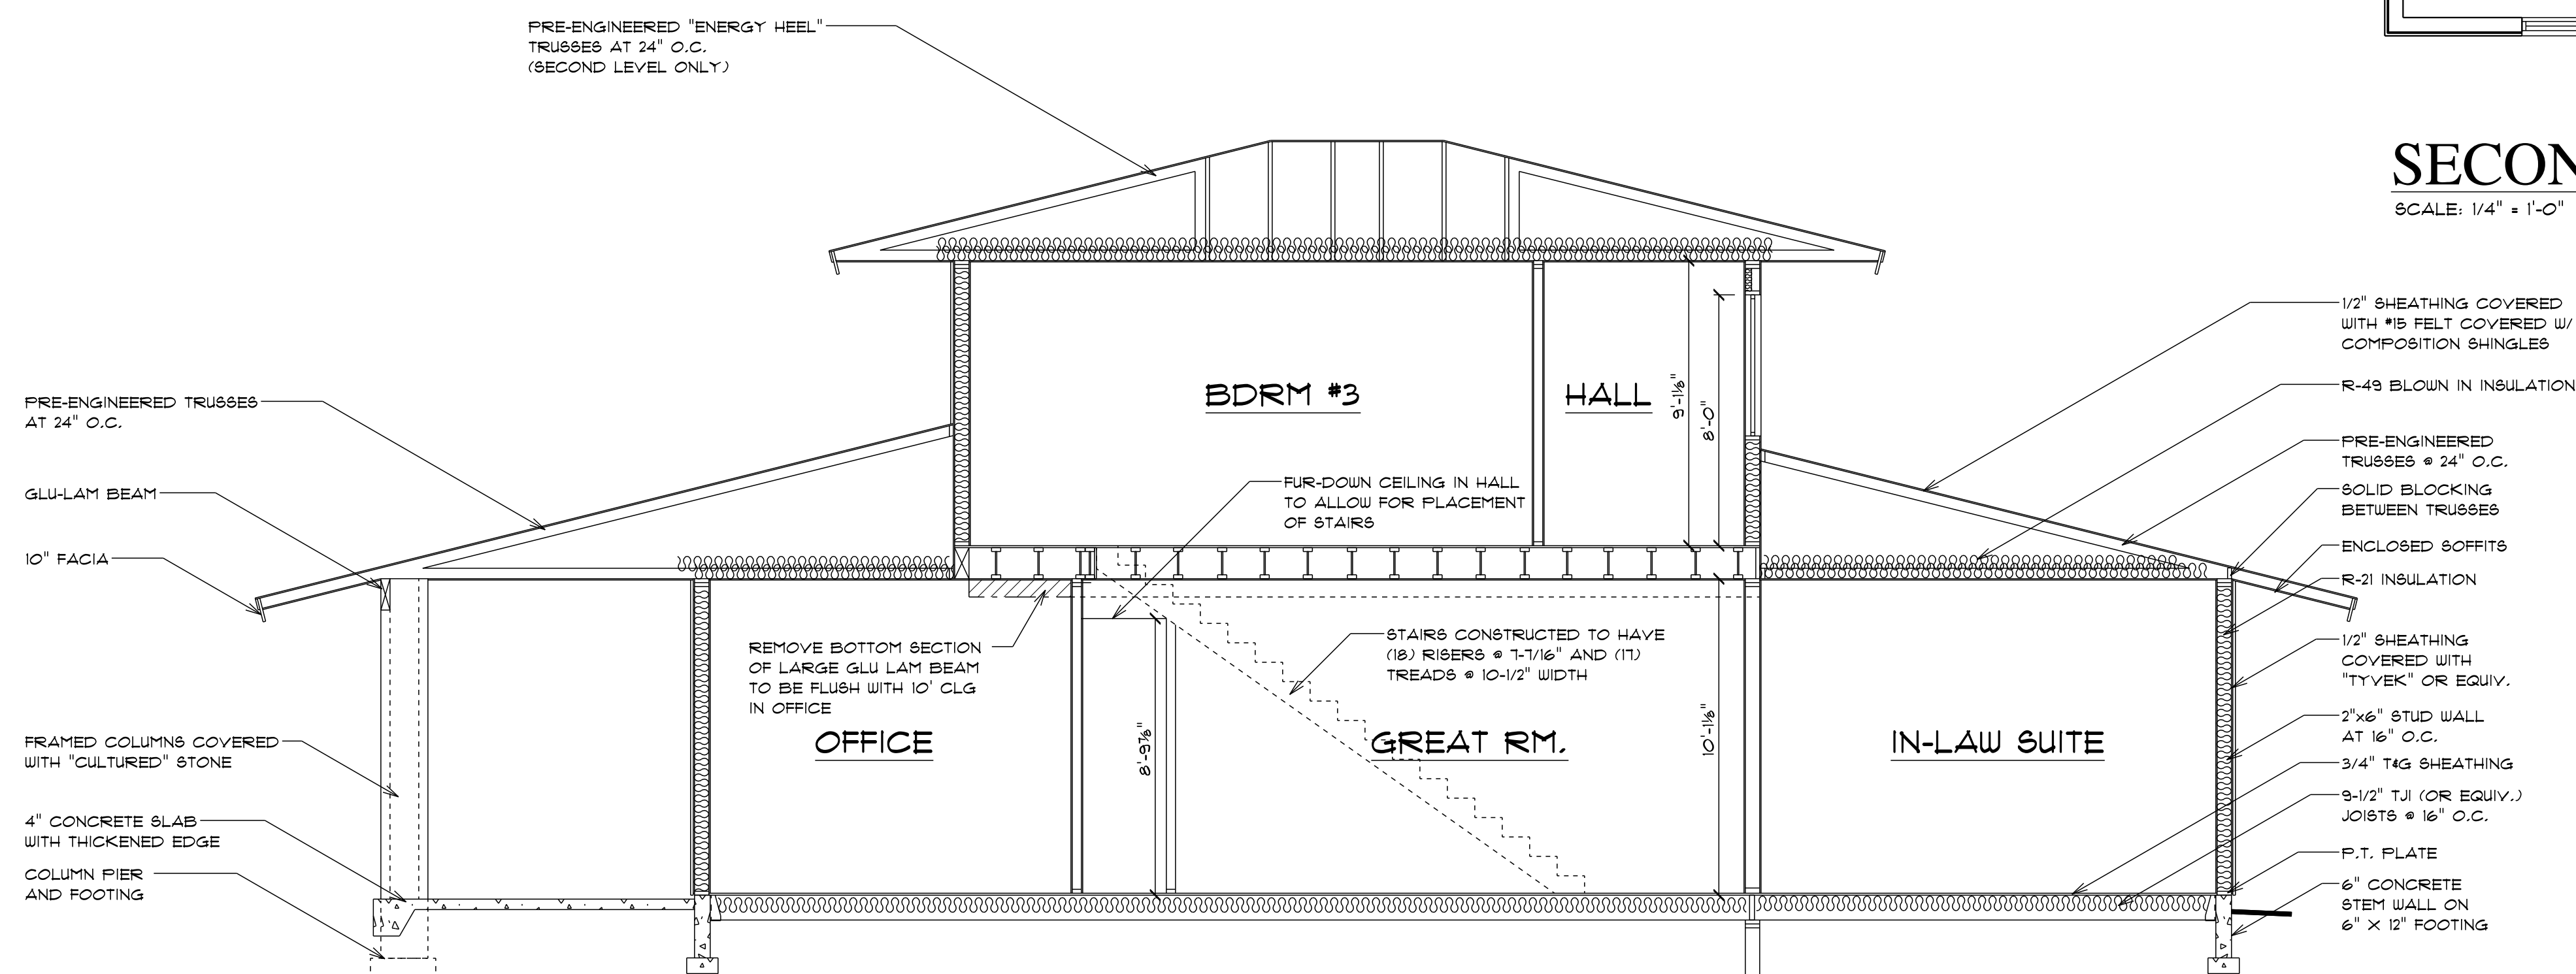 PRE-ENGINEERED "ENERGY HEEL"
TRUSSES AT 24" O.C.
(SECOND LEVEL ONLY)
SECON
SCALE: 1/4" = 1'-0"
1/2" SHEATHING COVERED
WITH #15 FELT COVERED W/
COMPOSITION SHINGLES
R-49 BLOWN IN INSULATION
PRE-ENGINEERED
TRUSSES @ 24" O.C.
SOLID BLOCKING
BETWEEN TRUSSES
ENCLOSED SOFFITS
R-21 INSULATION
1/2" SHEATHING
COVERED WITH
"TYVEK" OR EQUIV.
2"x6" STUD WALL
AT 16" O.C.
3/4" T&G SHEATHING
9-1/2" TJI (OR EQUIV.)
JOISTS @ 16" O.C.
P.T. PLATE
6" CONCRETE
STEM WALL ON
6" X 12" FOOTING
PRE-ENGINEERED TRUSSES
AT 24" O.C.
GLU-LAM BEAM
10" FACIA
FRAMED COLUMNS COVERED
WITH "CULTURED" STONE
4" CONCRETE SLAB
WITH THICKENED EDGE
COLUMN PIER
AND FOOTING
BDRM #3
HALL
9'-1⅛"
8'-0"
FUR-DOWN CEILING IN HALL
TO ALLOW FOR PLACEMENT
OF STAIRS
REMOVE BOTTOM SECTION
OF LARGE GLU LAM BEAM
TO BE FLUSH WITH 10' CLG
IN OFFICE
STAIRS CONSTRUCTED TO HAVE
(18) RISERS @ 7-7/16" AND (17)
TREADS @ 10-1/2" WIDTH
OFFICE
8'-9⅞"
GREAT RM.
10'-1⅛"
IN-LAW SUITE